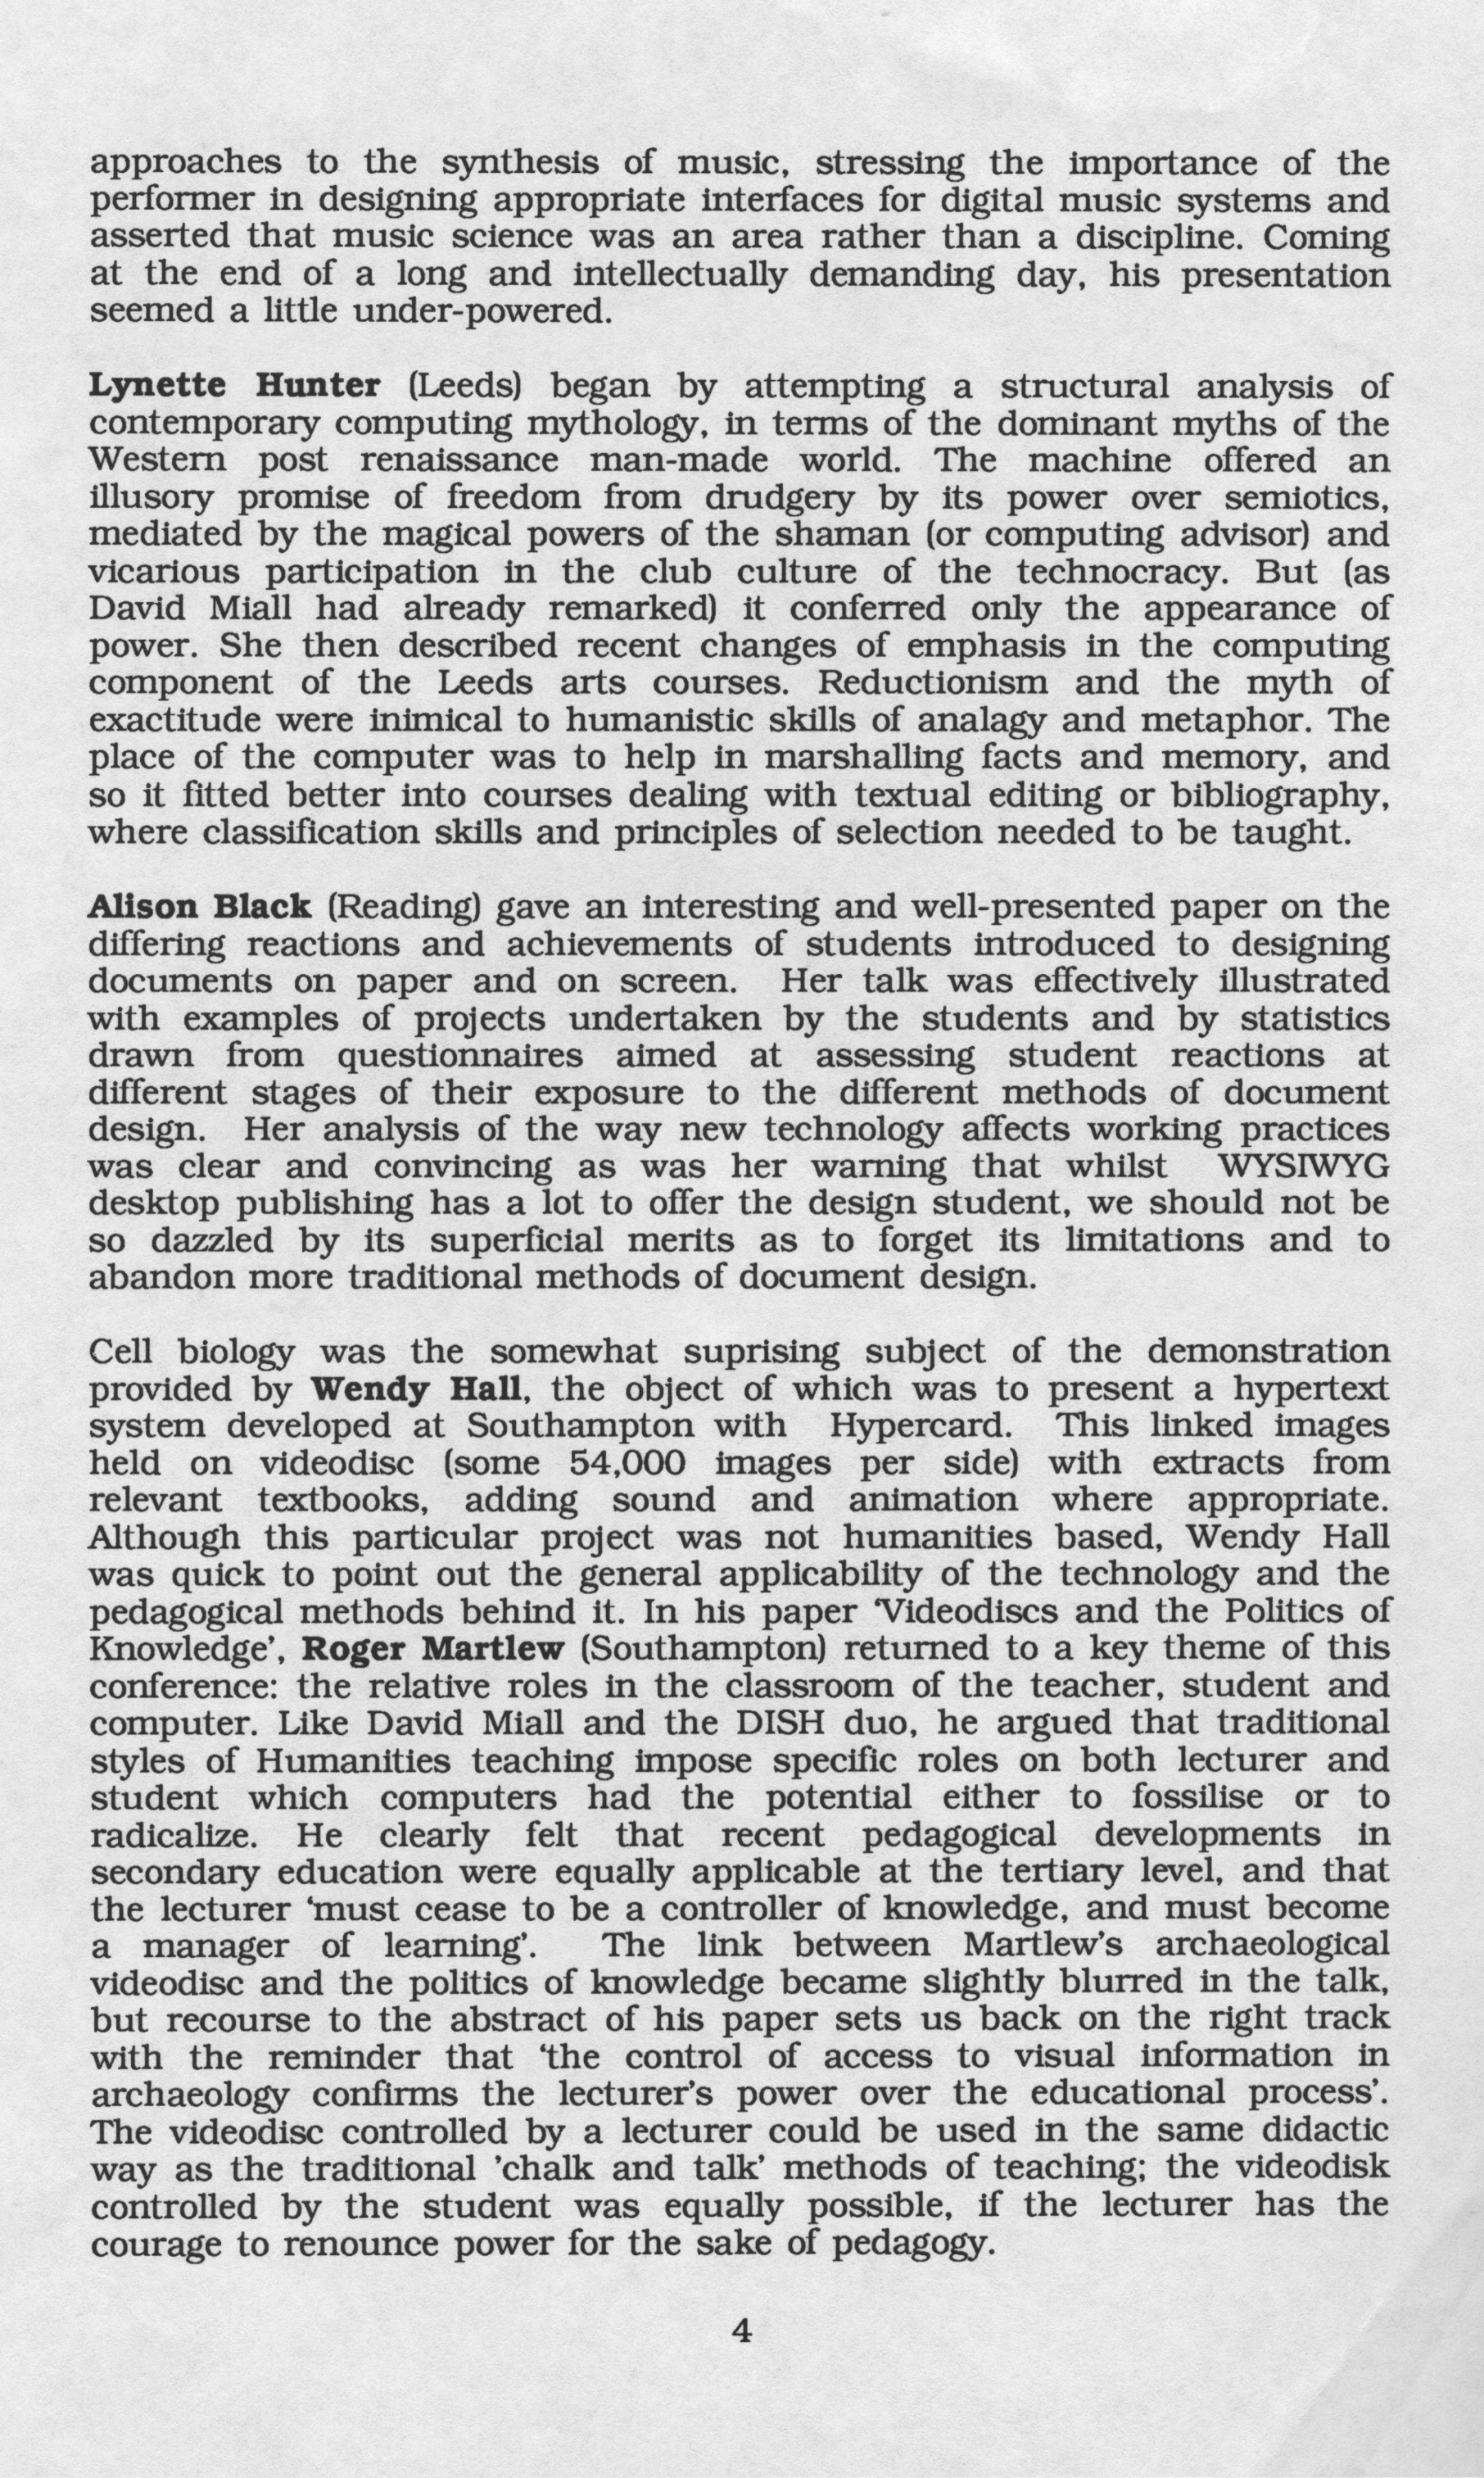 approaches to the synthesis of music, stressing the importance of the
performer in designing appropriate interfaces for digital music systems and
asserted that music science was an area rather than a discipline. Coming
at the end of a long and intellectually demanding day, his presentation
seemed a little under-powered.
Lynette Hunter (Leeds) began by attempting a structural analysis of
contemporary computing mythology, in terms of the dominant myths of the
Western post renaissance man-made world. The machine offered an
illusory promise of freedom from drudgery by its power over semiotics,
mediated by the magical powers of the shaman (or computing advisor) and
vicarious participation in the club culture of the technocracy. But (as
David Miall had already remarked) it conferred only the appearance of
power. She then described recent changes of emphasis in the computing
component of the Leeds arts courses. Reductionism and the myth of
exactitude were inimical to humanistic skills of analagy and metaphor. The
place of the computer was to help in marshalling facts and memory, and
so it fitted better into courses dealing with textual editing or bibliography,
where classification skills and principles of selection needed to be taught.
Alison Black (Reading) gave an interesting and well-presented paper on the
differing reactions and achievements of students introduced to designing
documents on paper and on screen. Her talk was effectively illustrated
with examples of projects undertaken by the students and by statistics
drawn from questionnaires aimed at assessing student reactions at
different stages of their exposure to the different methods of document
design. Her analysis of the way new technology affects working practices
was clear and convincing as was her warning that whilst WYSIWYG
desktop publishing has a lot to offer the design student, we should not be
so dazzled by its superficial merits as to forget its limitations and to
abandon more traditional methods of document design.
Cell biology was the somewhat suprising subject of the demonstration
provided by Wendy Hall, the object of which was to present a hypertext
system developed at Southampton with Hypercard. This linked images
held on videodisc (some 54,000 images per side) with extracts from
relevant textbooks, adding sound and animation where appropriate.
Although this particular project was not humanities based, Wendy Hall
was quick to point out the general applicability of the technology and the
pedagogical methods behind it. In his paper ‘Videodiscs and the Politics of
Knowledge’, Roger Martlew (Southampton) returned to a key theme of this
conference: the relative roles in the classroom of the teacher, student and
computer. Like David Miall and the DISH duo, he argued that traditional
styles of Humanities teaching impose specific roles on both lecturer and
student which computers had the potential either to fossilise or to
radicalize. He clearly felt that recent pedagogical developments in
secondary education were equally applicable at the tertiary level, and that
the lecturer ‘must cease to be a controller of knowledge, and must become
a manager of learning’. The link between Martlew’s archaeological
videodisc and the politics of knowledge became slightly blurred in the talk,
but recourse to the abstract of his paper sets us back on the right track
with the reminder that ‘the control of access to visual information in
archaeology confirms the lecturer’s power over the educational process’.
The videodisc controlled by a lecturer could be used in the same didactic
way as the traditional ’chalk and talk’ methods of teaching; the videodisk
controlled by the student was equally possible, if the lecturer has the
courage to renounce power for the sake of pedagogy.
4